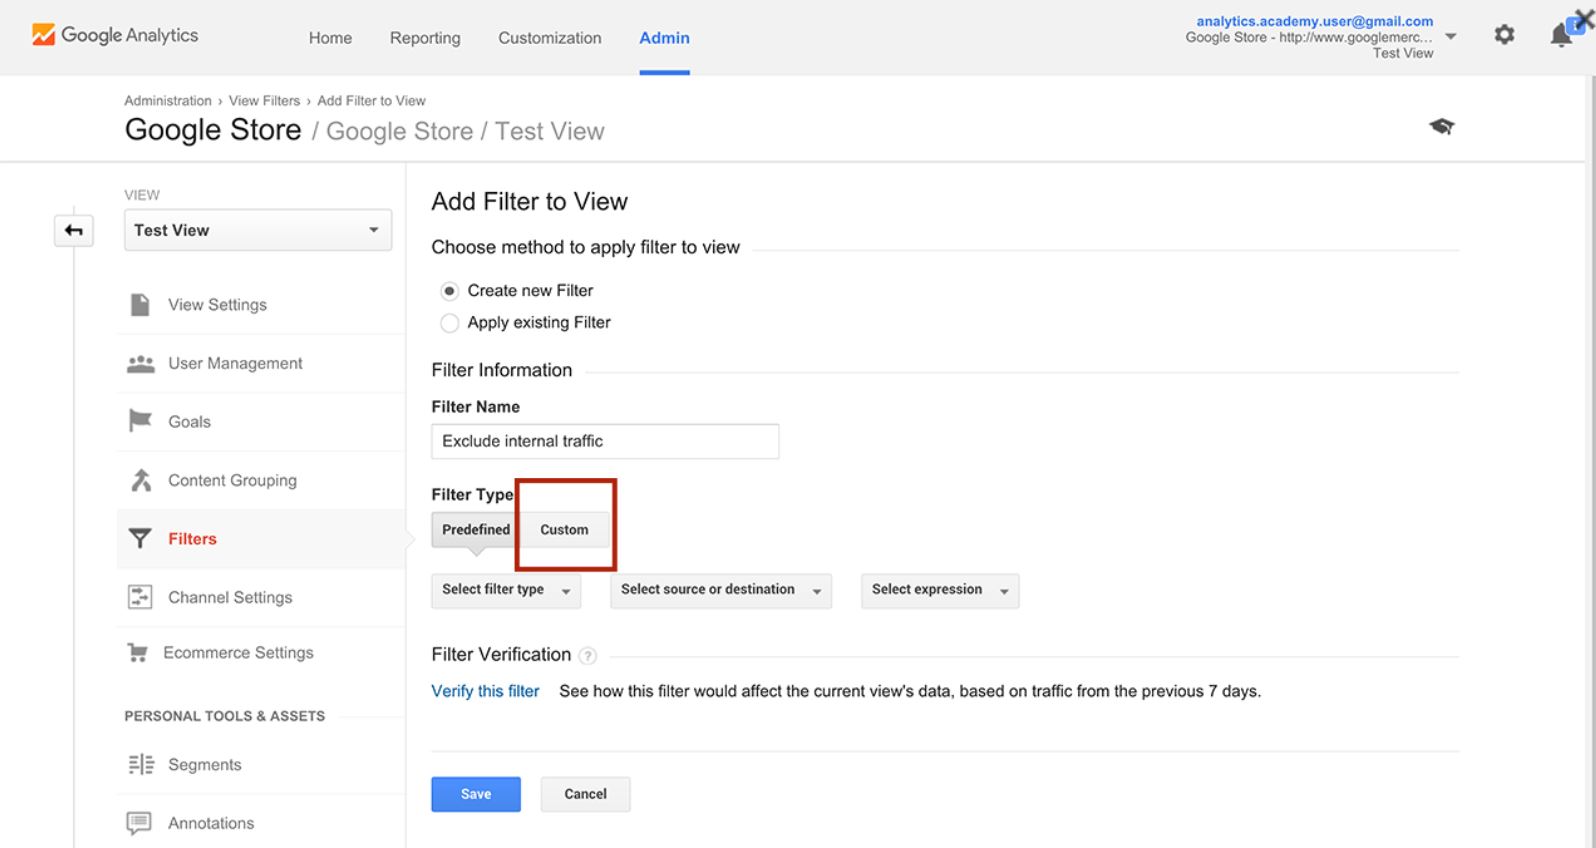 Google Analytics
Home
Reporting
Customization
Admin
analytics.academy.user@gmail.com
Google Store - http://www.googlemerc...
Test View
1
Administration › View Filters › Add Filter to View
Google Store / Google Store / Test View
VIEW
Test View
View Settings
User Management
Goals
Content Grouping
Filters
Channel Settings
Ecommerce Settings
PERSONAL TOOLS & ASSETS
Segments
Annotations
Add Filter to View
Choose method to apply filter to view
Create new Filter
Apply existing Filter
Filter Information
Filter Name
Exclude internal traffic
Filter Type
Predefined
Custom
Select filter type
Select source or destination
Select expression
Filter Verification ?
Verify this filter See how this filter would affect the current view's data, based on traffic from the previous 7 days.
Save
Cancel